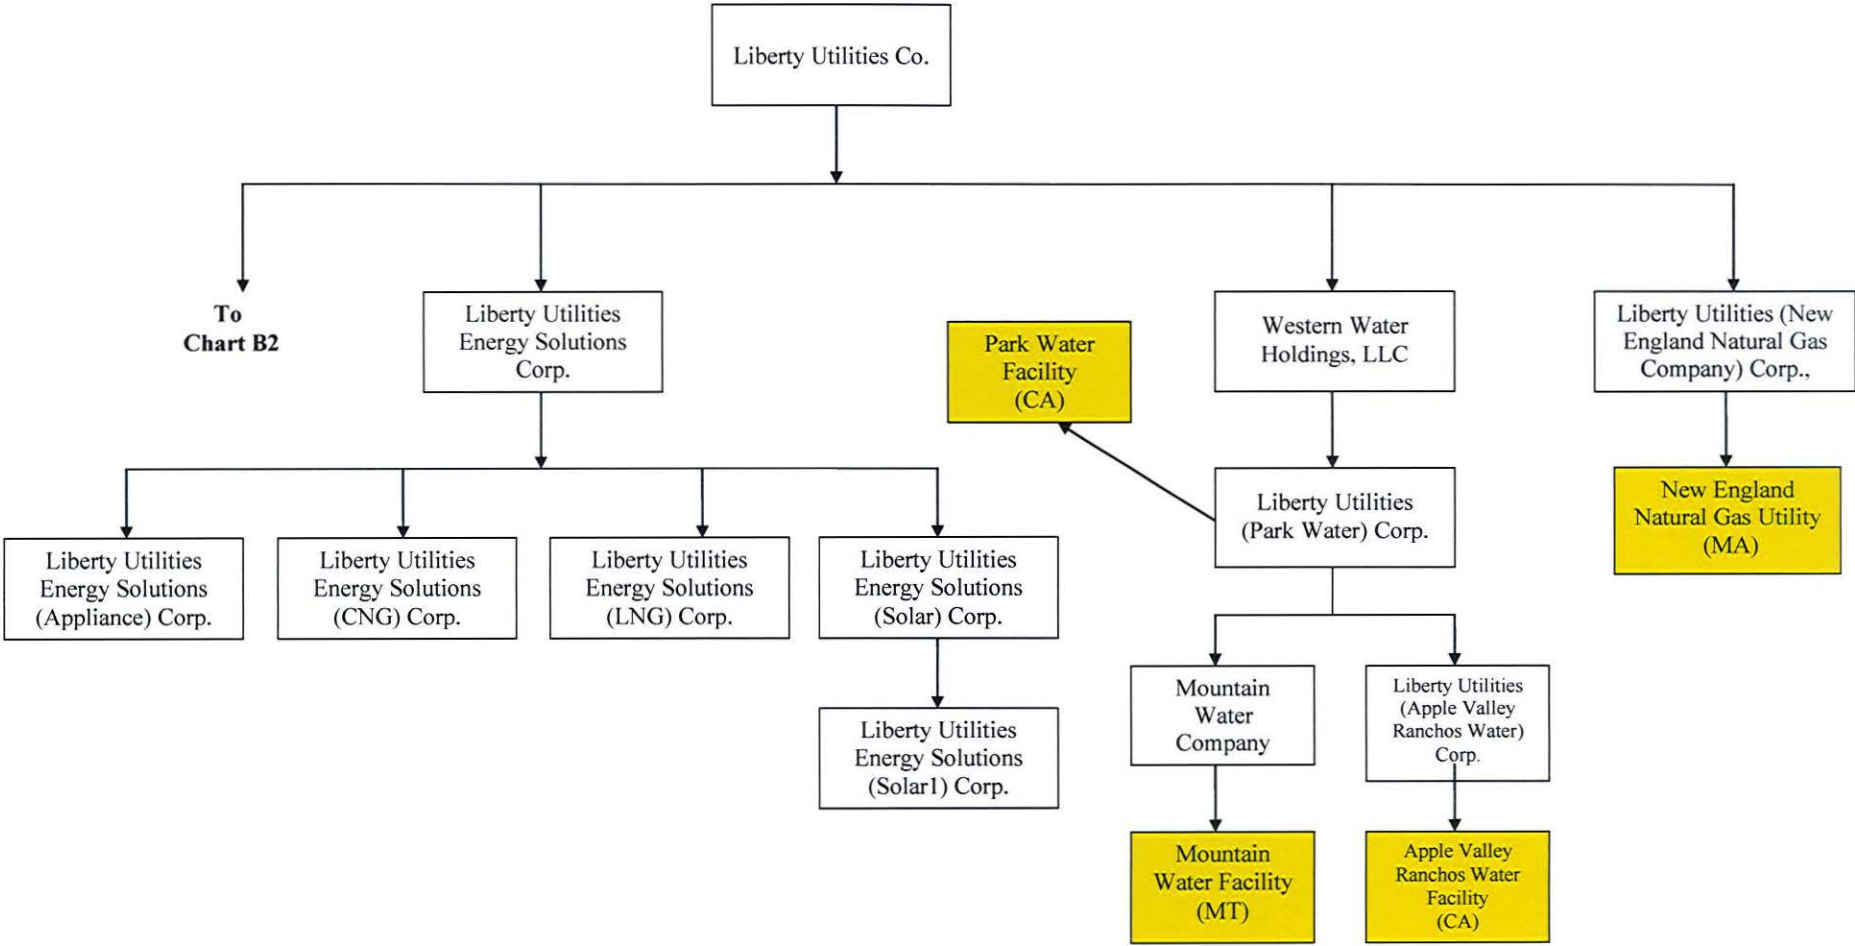 Liberty Utilities Co.
To
Chart B2
Liberty Utilities
Energy Solutions
Corp.
Park Water
Facility
(CA)
Western Water
Holdings, LLC
Liberty Utilities (New
England Natural Gas
Company) Corp.,
Liberty Utilities
(Park Water) Corp.
New England
Natural Gas Utility
(MA)
Liberty Utilities
Energy Solutions
(Appliance) Corp.
Liberty Utilities
Energy Solutions
(CNG) Corp.
Liberty Utilities
Energy Solutions
(LNG) Corp.
Liberty Utilities
Energy Solutions
(Solar) Corp.
Liberty Utilities
Energy Solutions
(Solar1) Corp.
Mountain
Water
Company
Liberty Utilities
(Apple Valley
Ranchos Water)
Corp.
Mountain
Water Facility
(MT)
Apple Valley
Ranchos Water
Facility
(CA)